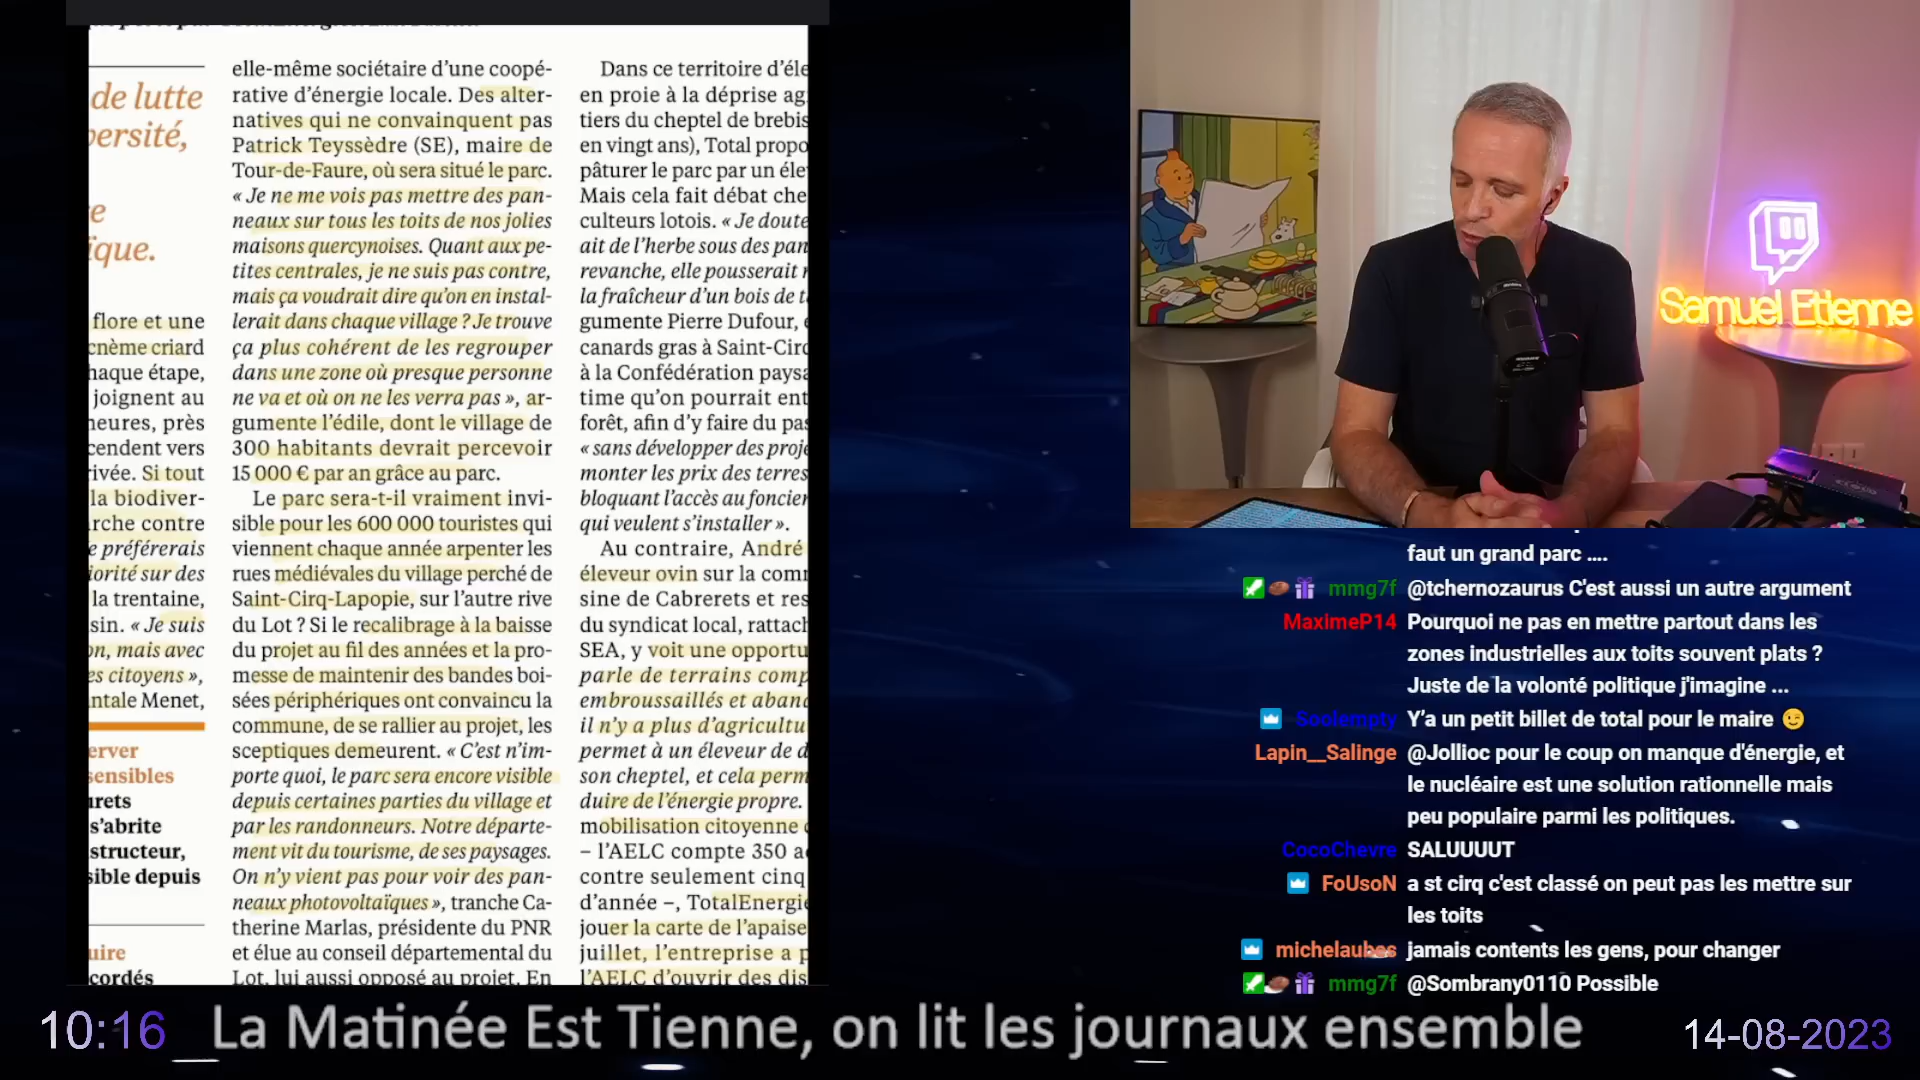 de lutte
ersité,
e
ïque.
flore et une
cnème criard
haque étape,
joignent au
heures, près
cendent vers
rivée. Si tout
la biodiver-
arche contre
e préférerais
iorité sur des
la trentaine,
sin. « Je suis
on, mais avec
es citoyens »,
antale Menet,
erver
sensibles
urets
s’abrite
structeur,
sible depuis
uire
cordés
elle-même sociétaire d’une coopé-
rative d’énergie locale. Des alter-
natives qui ne convainquent pas
Patrick Teyssèdre (SE), maire de
Tour-de-Faure, où sera situé le parc.
« Je ne me vois pas mettre des pan-
neaux sur tous les toits de nos jolies
maisons quercynoises. Quant aux pe-
tites centrales, je ne suis pas contre,
mais ça voudrait dire qu’on en instal-
lerait dans chaque village ? Je trouve
ça plus cohérent de les regrouper
dans une zone où presque personne
ne va et où on ne les verra pas », ar-
gumente l’édile, dont le village de
300 habitants devrait percevoir
15 000 € par an grâce au parc.
Le parc sera-t-il vraiment invi-
sible pour les 600 000 touristes qui
viennent chaque année arpenter les
rues médiévales du village perché de
Saint-Cirq-Lapopie, sur l’autre rive
du Lot ? Si le recalibrage à la baisse
du projet au fil des années et la pro-
messe de maintenir des bandes boi-
sées périphériques ont convaincu la
commune, de se rallier au projet, les
sceptiques demeurent. « C’est n’im-
porte quoi, le parc sera encore visible
depuis certaines parties du village et
par les randonneurs. Notre départe-
ment vit du tourisme, de ses paysages.
On n’y vient pas pour voir des pan-
neaux photovoltaïques », tranche Ca-
therine Marlas, présidente du PNR
et élue au conseil départemental du
Lot, lui aussi opposé au projet. En
Dans ce territoire d’éle
en proie à la déprise ag
tiers du cheptel de brebis
en vingt ans), Total propo
pâturer le parc par un éle
Mais cela fait débat che
culteurs lotois. « Je doute
ait de l’herbe sous des pan
revanche, elle pousserait
la fraîcheur d’un bois de
gumente Pierre Dufour,
canards gras à Saint-Circ
à la Confédération paysa
time qu’on pourrait ent
forêt, afin d’y faire du pas
« sans développer des proje
monter les prix des terres
bloquant l’accès au foncier
qui veulent s’installer ».
Au contraire, André
éleveur ovin sur la com
sine de Cabrerets et res
du syndicat local, rattach
SEA, y voit une opportu
parle de terrains comp
embroussaillés et aband
il n’y a plus d’agricultu
permet à un éleveur de d
son cheptel, et cela perm
duire de l’énergie propre.
mobilisation citoyenne
– l’AELC compte 350 a
contre seulement cinq
d’année –, TotalEnergie
jouer la carte de l’apaise
juillet, l’entreprise a p
l’AELC d’ouvrir des dis
Samuel Etienne
faut un grand parc ....
mmg7f @tchernozaurus C'est aussi un autre argument
MaximeP14 Pourquoi ne pas en mettre partout dans les
zones industrielles aux toits souvent plats ?
Juste de la volonté politique j'imagine ...
Soolempty Y’a un petit billet de total pour le maire 😉
Lapin__Salinge @Jollioc pour le coup on manque d'énergie, et
le nucléaire est une solution rationnelle mais
peu populaire parmi les politiques.
CocoChevre SALUUUUT
FoUsoN a st cirq c'est classé on peut pas les mettre sur
les toits
michelaubes jamais contents les gens, pour changer
mmg7f @Sombrany0110 Possible
10:16 La Matinée Est Tienne, on lit les journaux ensemble 14-08-2023